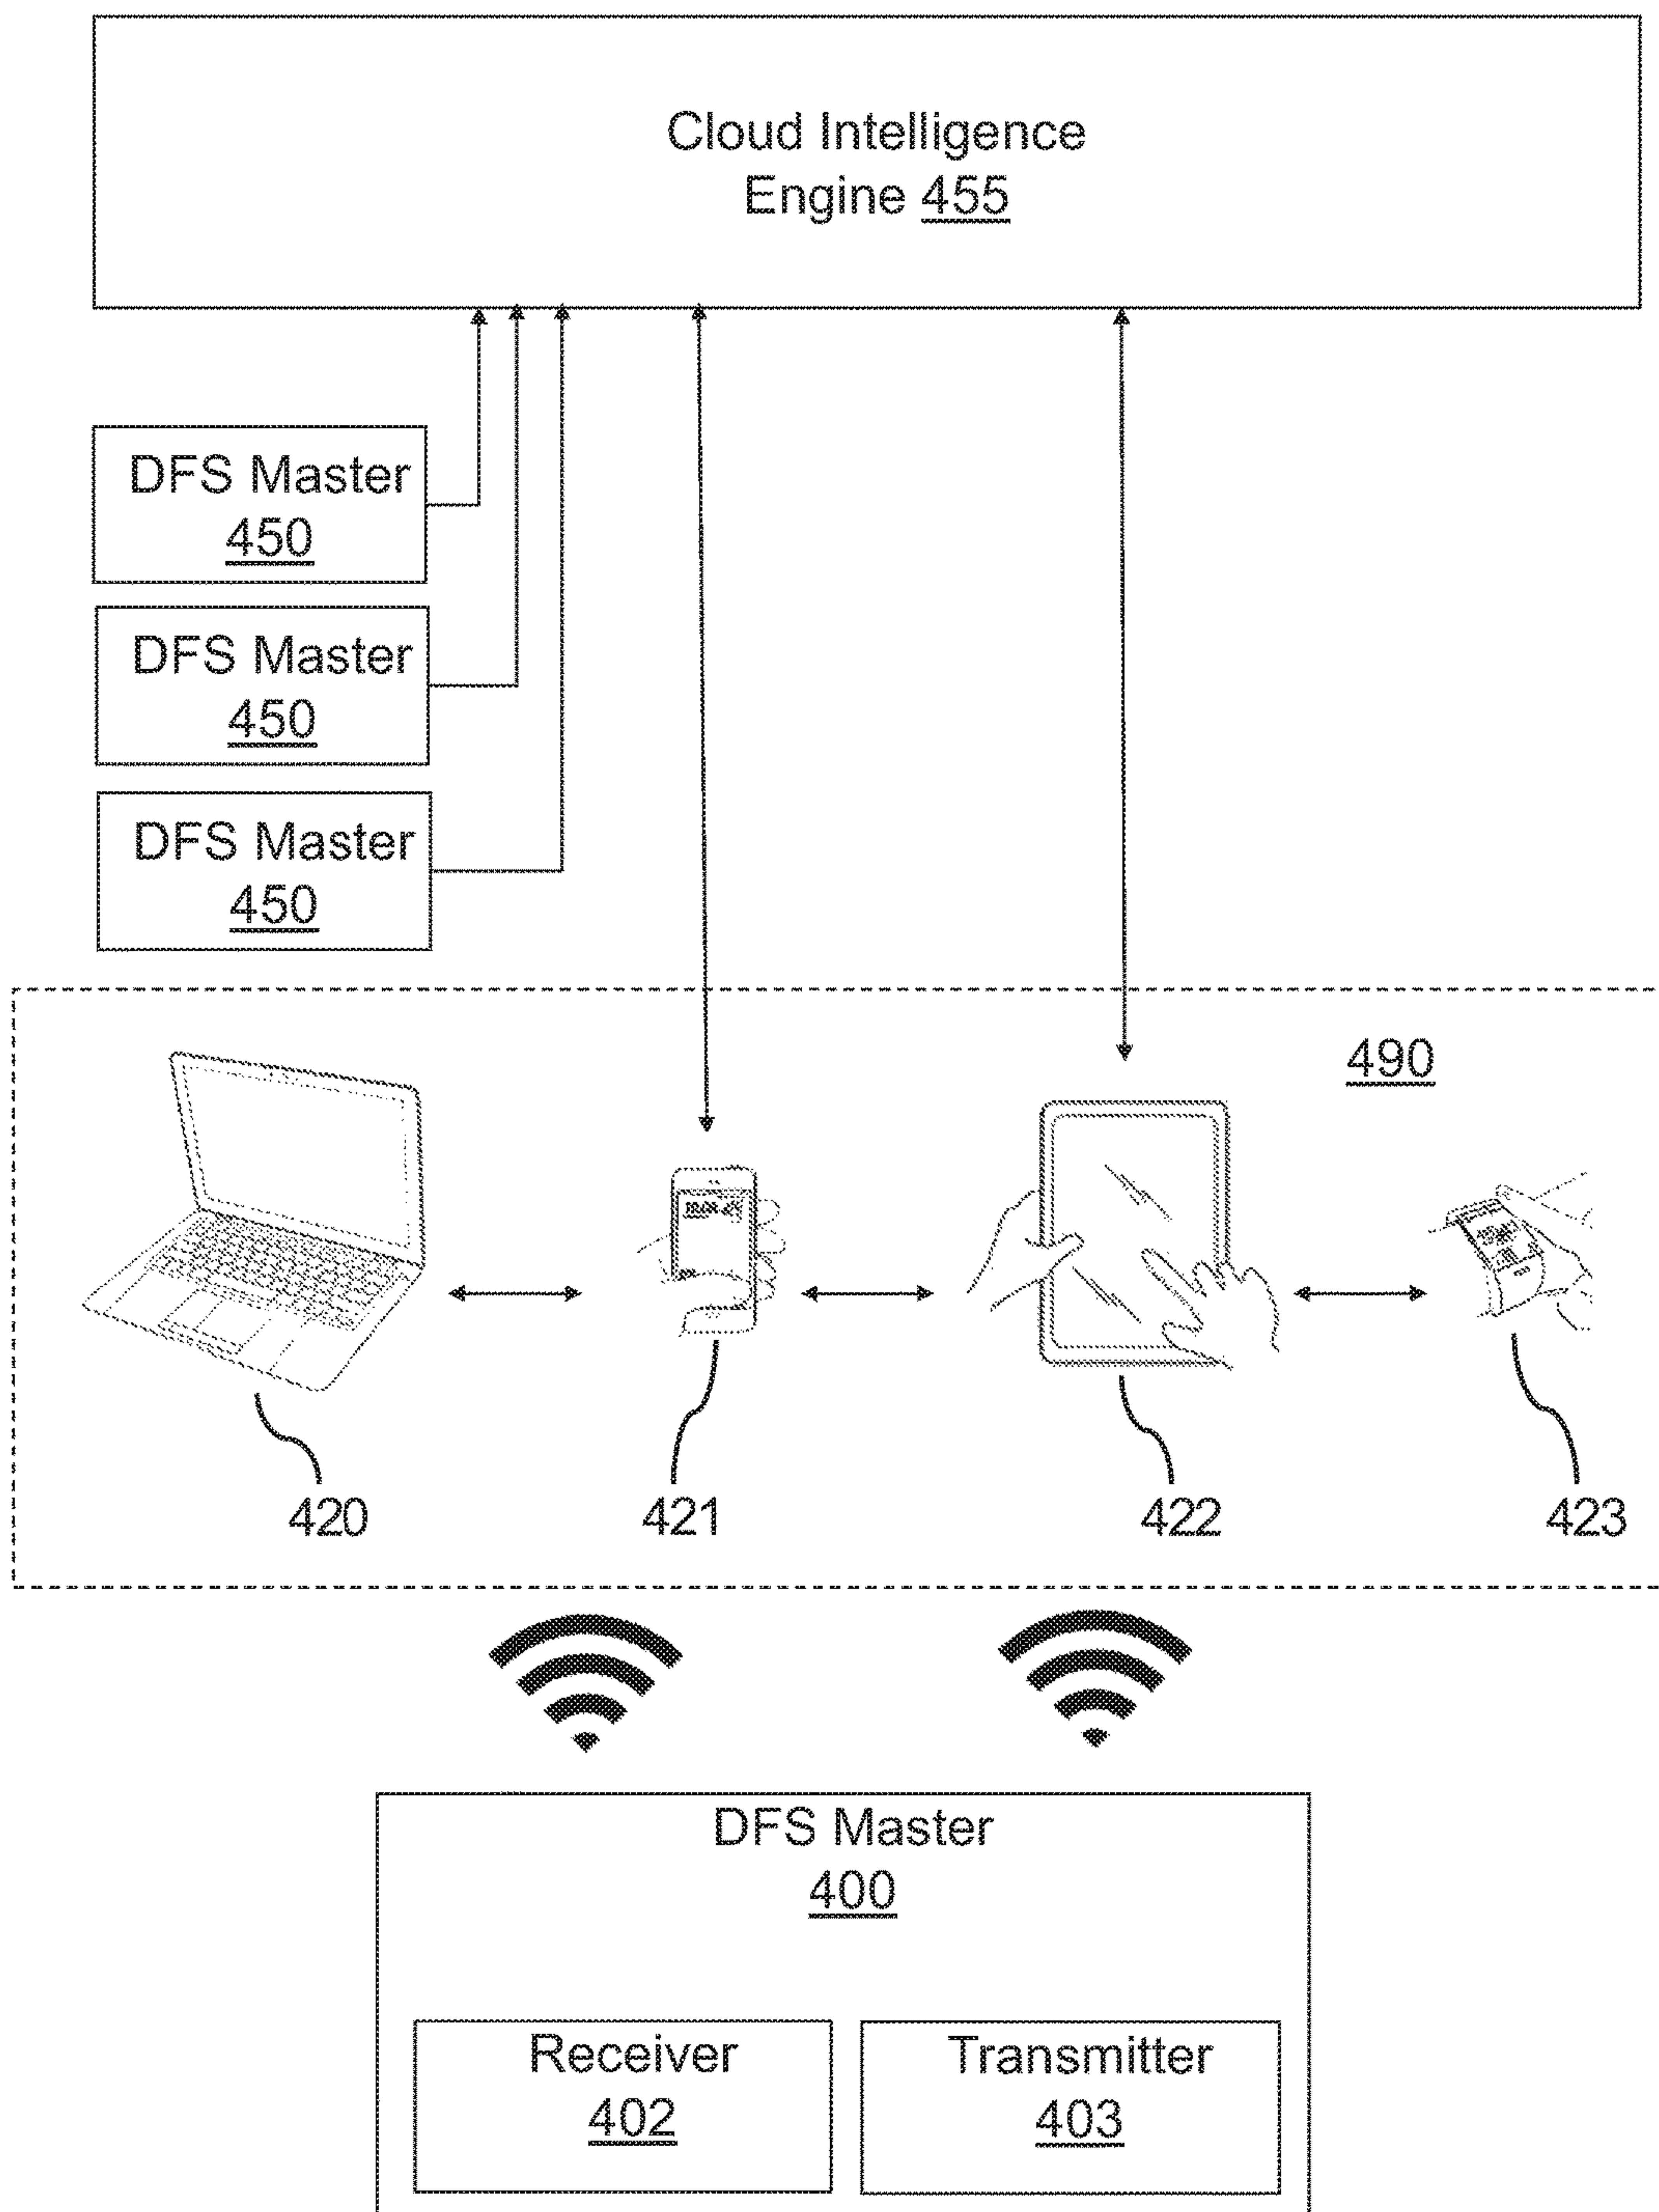 Cloud Intelligence
Engine 455
DFS Master
450
DFS Master
450
DFS Master
450
490
420
421
422
423
DFS Master
400
Receiver
402
Transmitter
403